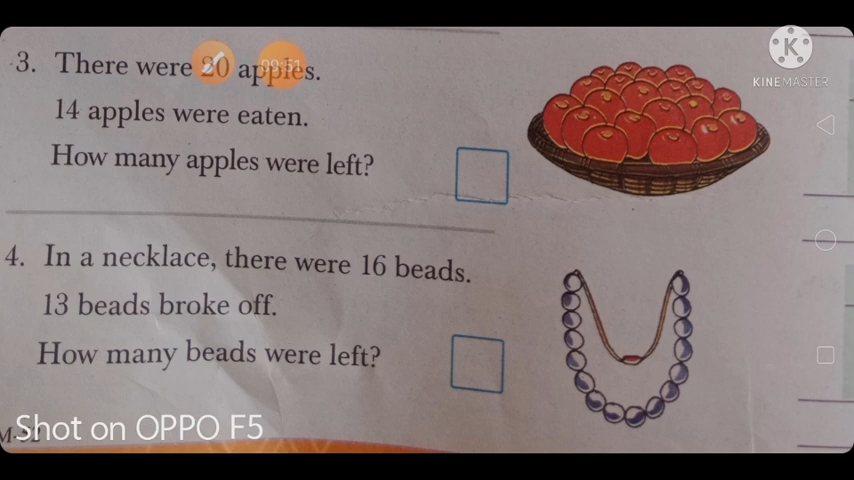 3. There were 20 apples.
14 apples were eaten.
How many apples were left?
4. In a necklace, there were 16 beads.
13 beads broke off.
How many beads were left?
Shot on OPPO F5
KINEMASTER